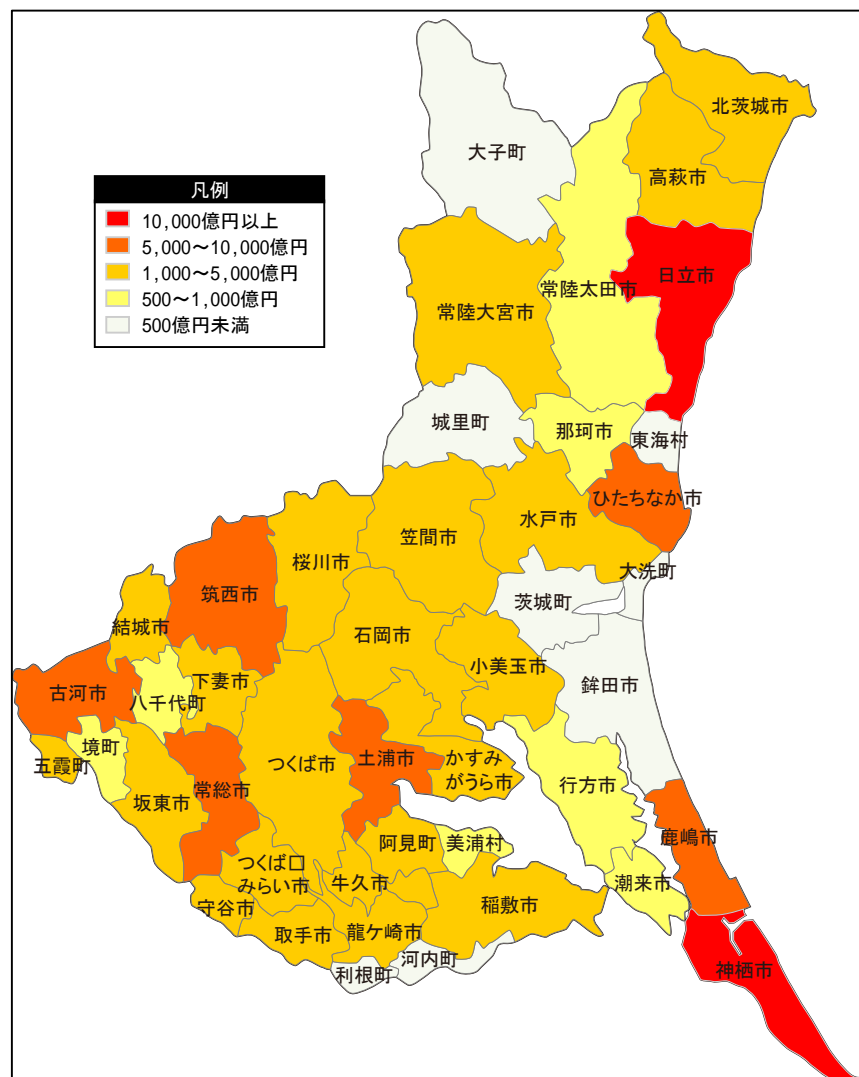 北茨城市
大子町
高萩市
凡例
10,000億円以上
5,000～10,000億円
1,000～5,000億円
500～1,000億円
500億円未満
日立市
常陸太田市
常陸大宮市
城里町
那珂市
東海村
ひたちなか市
水戸市
笠間市
桜川市
大洗町
筑西市
茨城町
結城市
石岡市
小美玉市
下妻市
鉾田市
古河市
八千代町
境町
五霞町
つくば市
土浦市
かすみ
がうら市
行方市
常総市
坂東市
鹿嶋市
阿見町
美浦村
つくば口
みらい市
牛久市
潮来市
守谷市
稲敷市
取手市
龍ケ崎市
河内町
利根町
神栖市